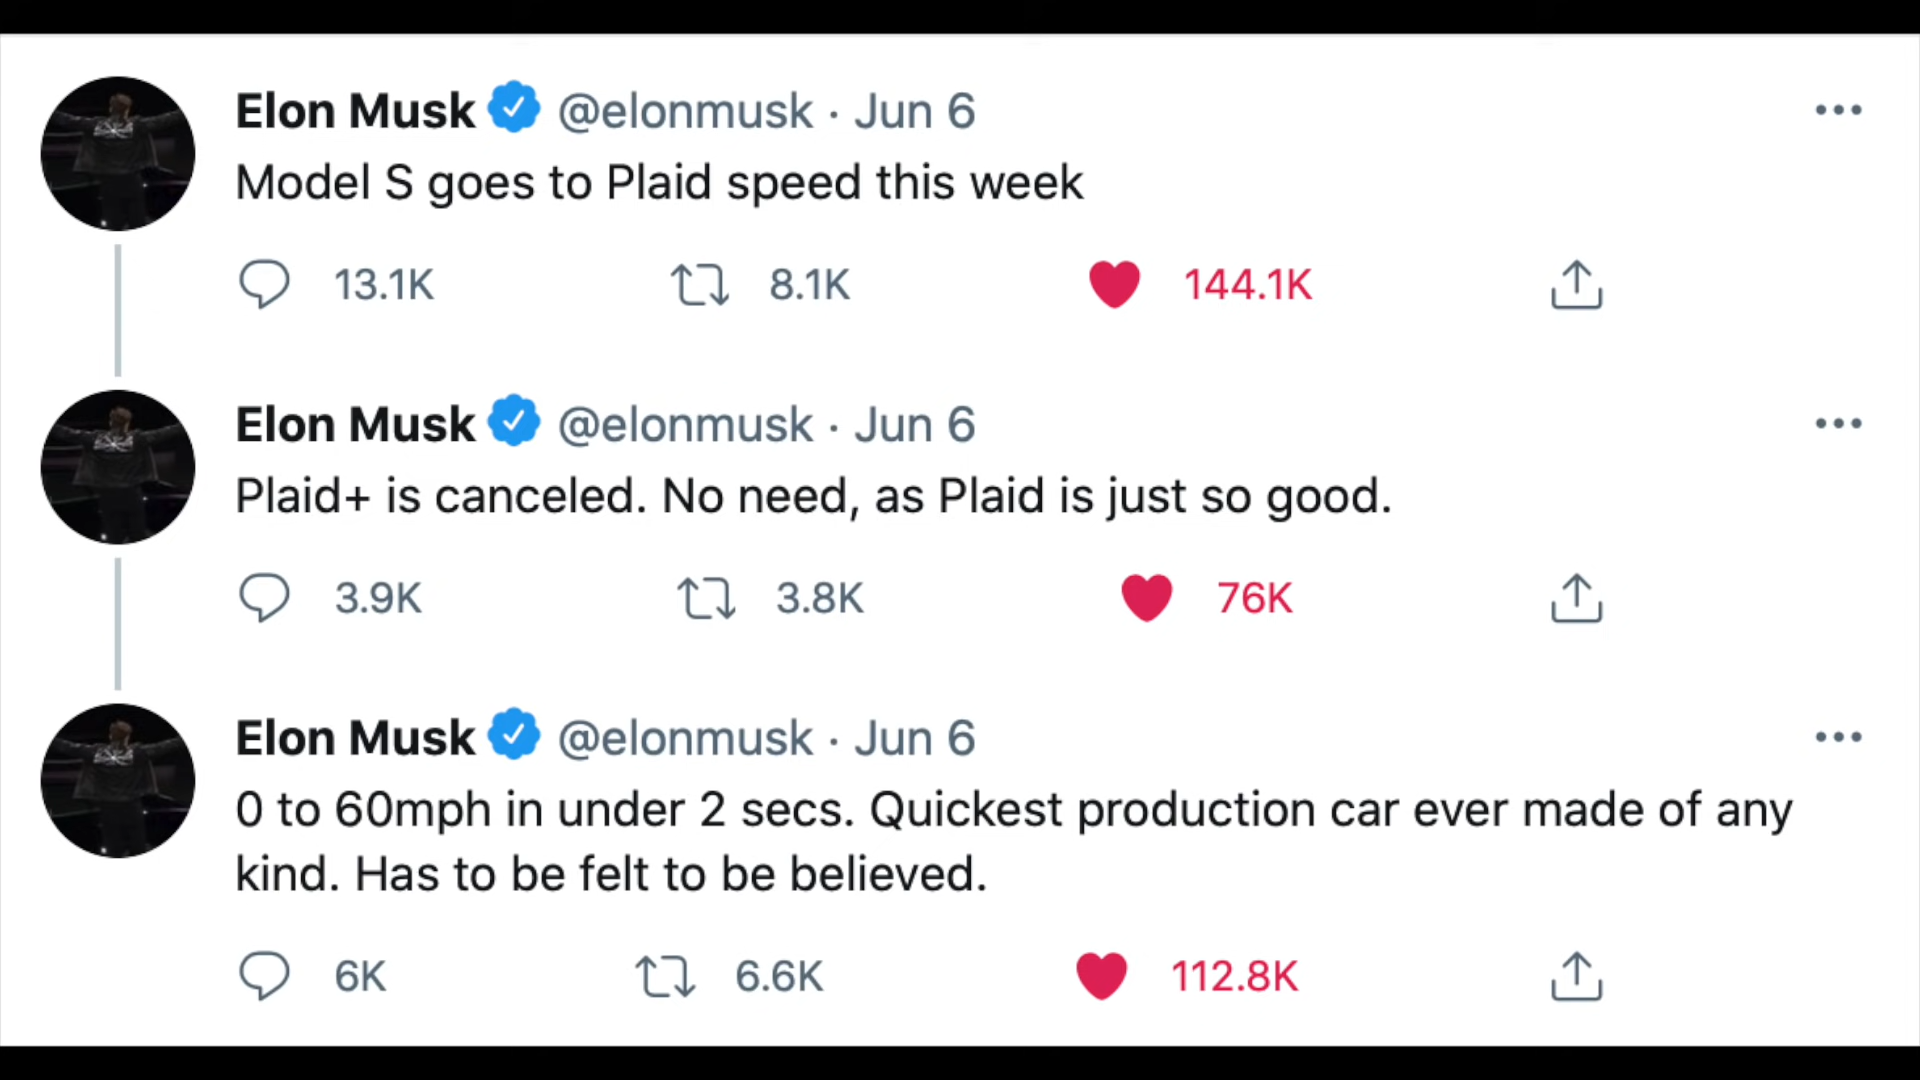 Elon Musk @elonmusk · Jun 6
Model S goes to Plaid speed this week
13.1K 8.1K 144.1K
Elon Musk @elonmusk · Jun 6
Plaid+ is canceled. No need, as Plaid is just so good.
3.9K 3.8K 76K
Elon Musk @elonmusk · Jun 6
0 to 60mph in under 2 secs. Quickest production car ever made of any
kind. Has to be felt to be believed.
6K 6.6K 112.8K